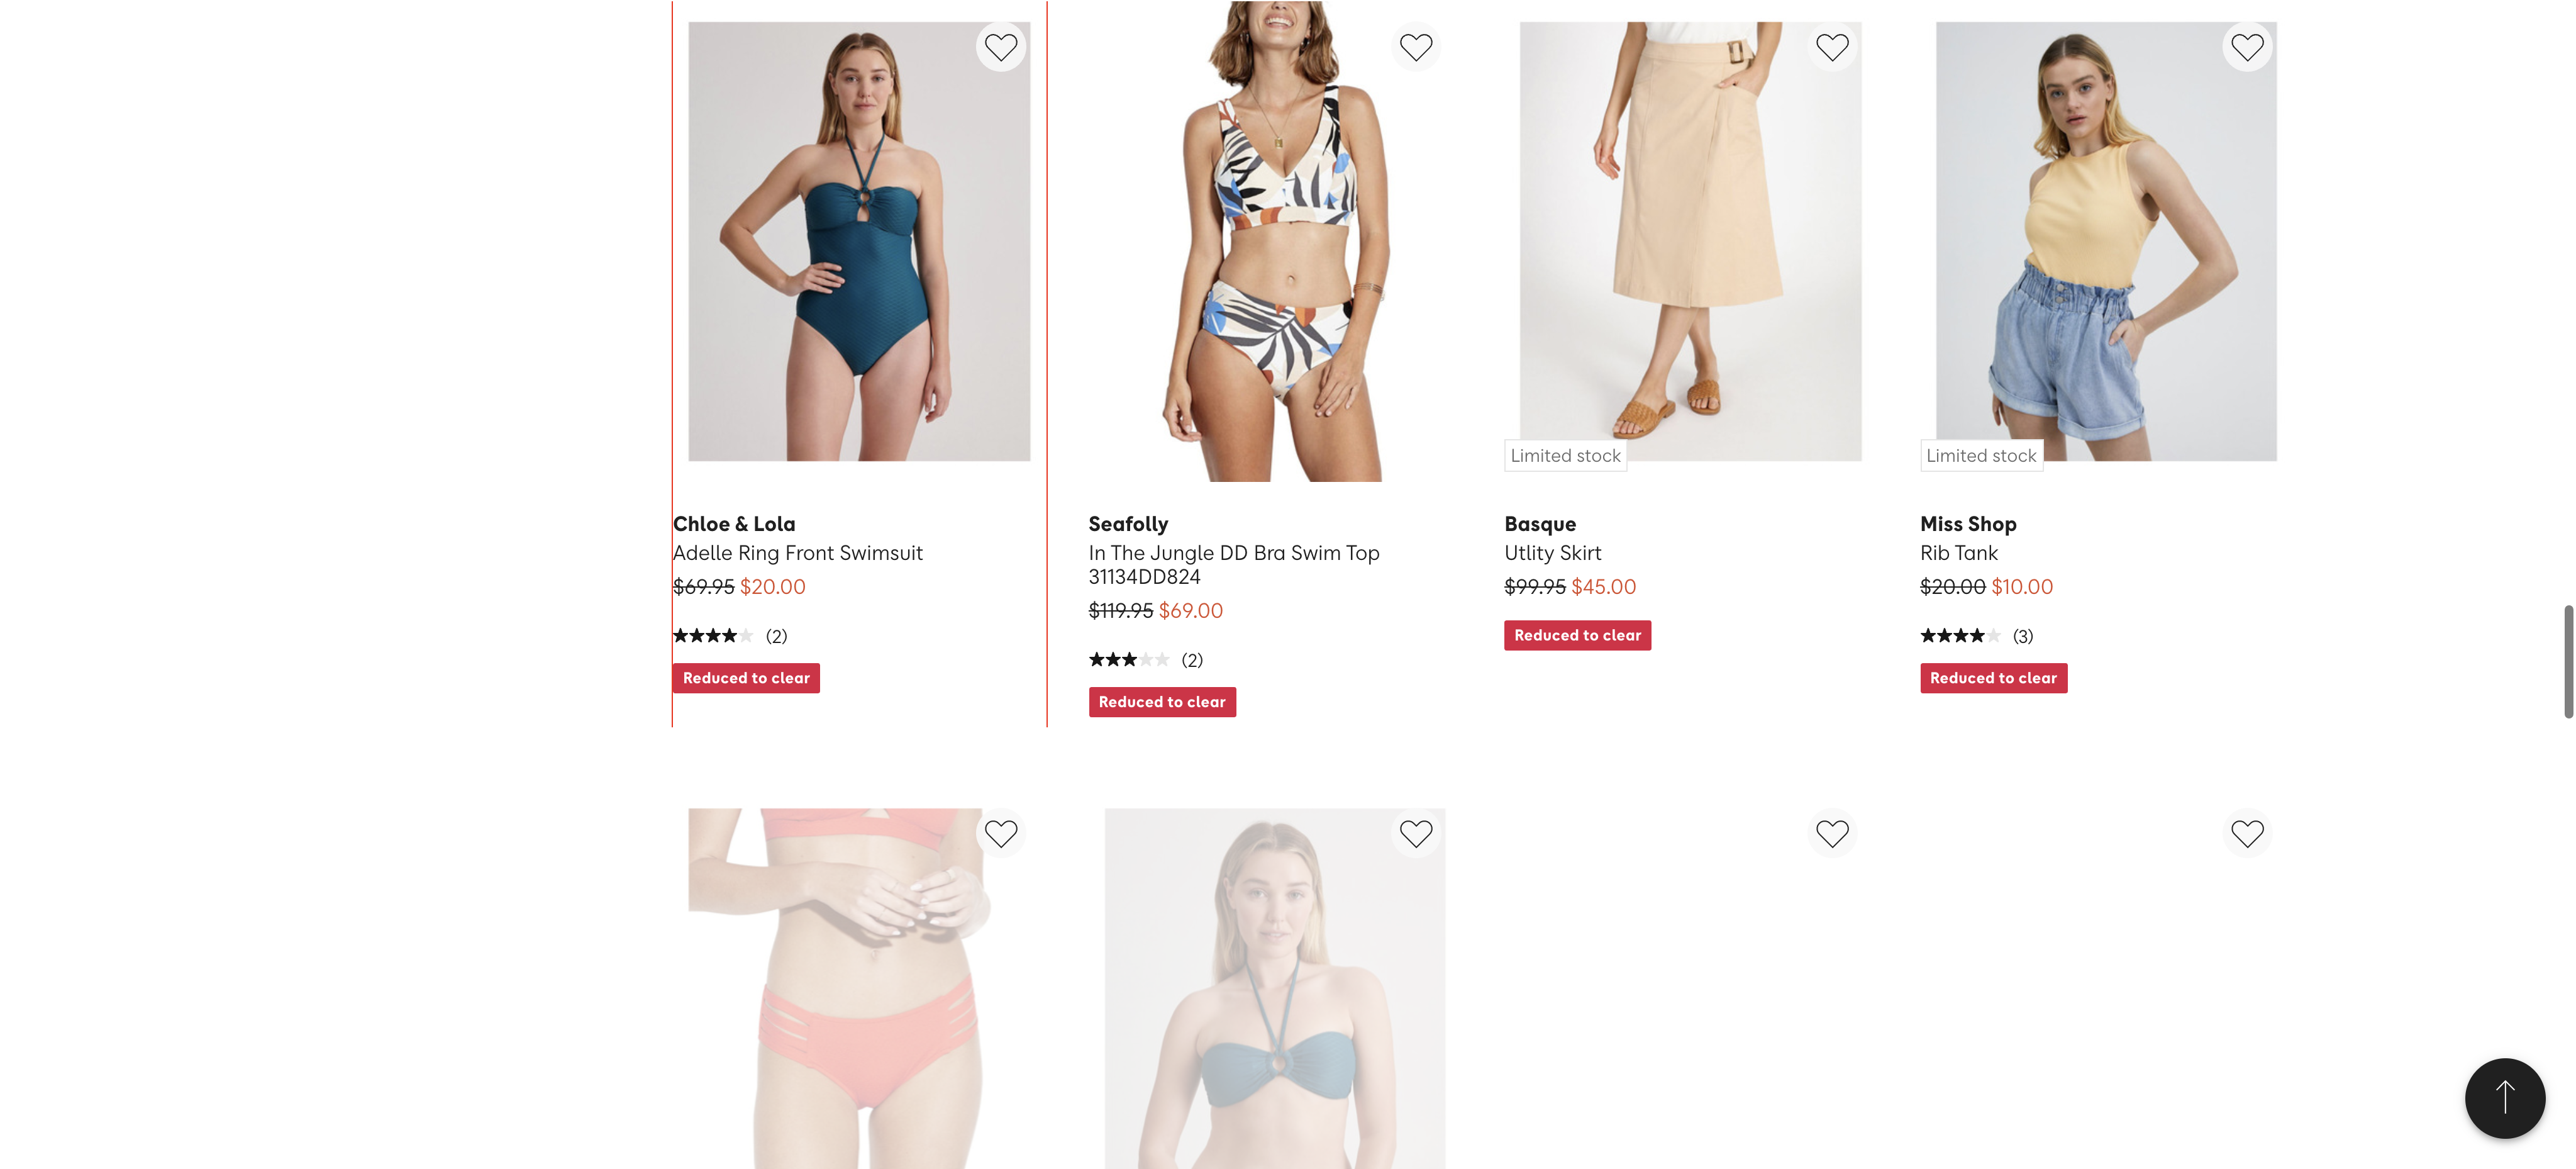 Limited stock
Limited stock
Chloe & Lola
Adelle Ring Front Swimsuit
$69.95 $20.00
(2)
Reduced to clear
Seafolly
In The Jungle DD Bra Swim Top
31134DD824
$119.95 $69.00
(2)
Reduced to clear
Basque
Utlity Skirt
$99.95 $45.00
Reduced to clear
Miss Shop
Rib Tank
$20.00 $10.00
(3)
Reduced to clear